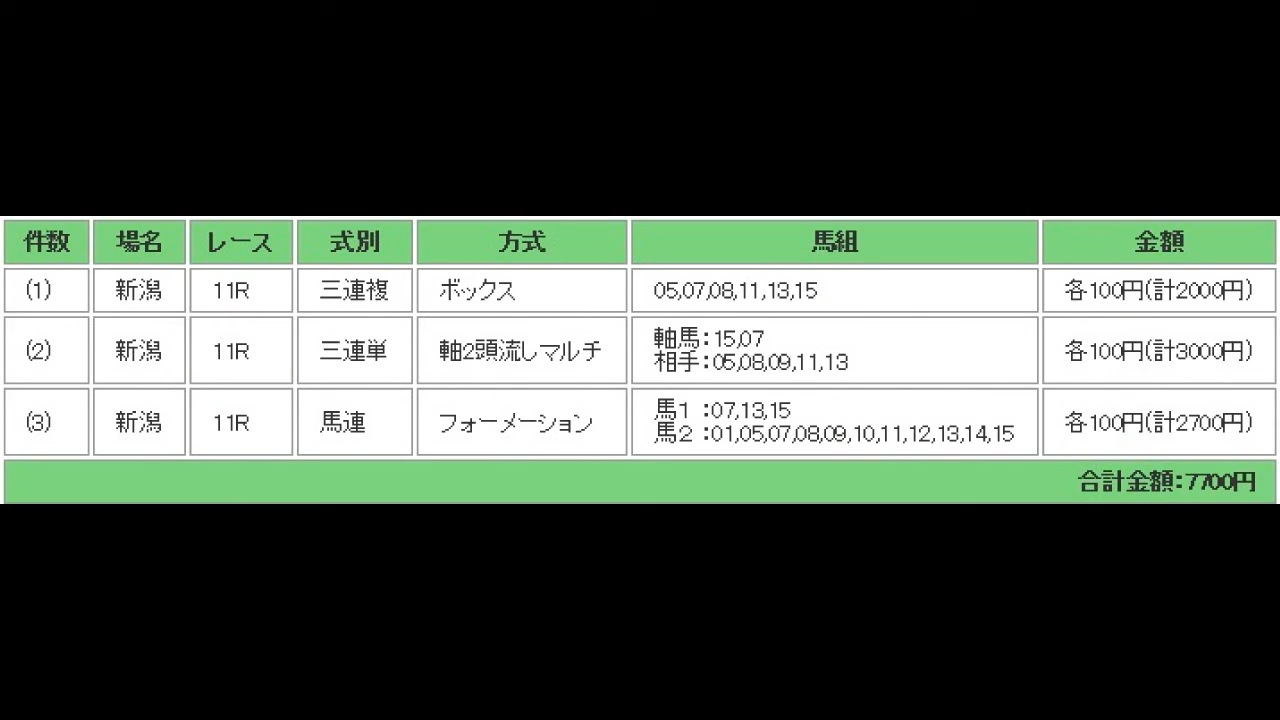 件数 場名 レース 式別 方式 馬組 金額
(1) 新潟 11R 三連複 ボックス 05,07,08,11,13,15 各100円(計2000円)
(2) 新潟 11R 三連単 軸2頭流しマルチ 軸馬：15,07 各100円(計3000円)
相手：05,08,09,11,13
(3) 新潟 11R 馬連 フォーメーション 馬1 ：07,13,15 各100円(計2700円)
馬2 ：01,05,07,08,09,10,11,12,13,14,15
合計金額：7700円